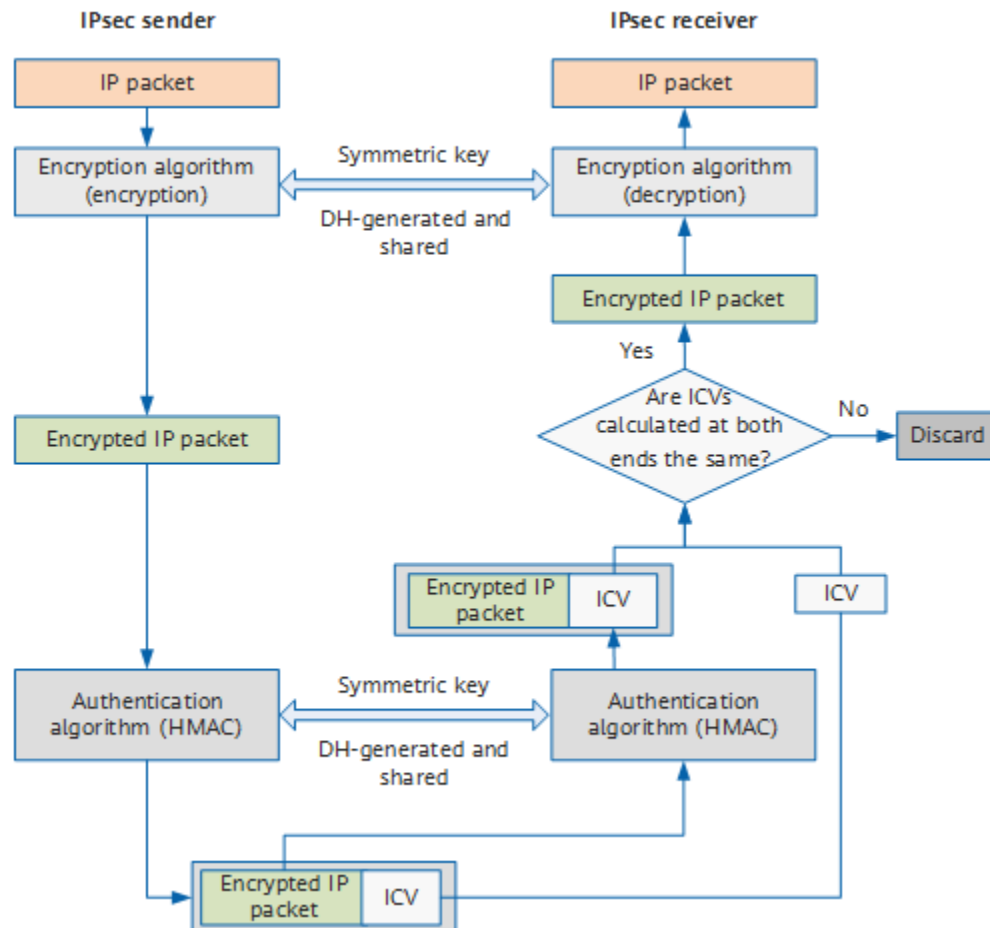 IPsec sender
IPsec receiver
IP packet
IP packet
Encryption algorithm
(encryption)
Symmetric key
DH-generated and
shared
Encryption algorithm
(decryption)
Encrypted IP packet
Yes
Are ICVs
calculated at both
ends the same?
No
Discard
Encrypted IP packet
Encrypted IP
packet
ICV
ICV
Authentication
algorithm (HMAC)
Symmetric key
DH-generated and
shared
Authentication
algorithm (HMAC)
Encrypted IP
packet
ICV